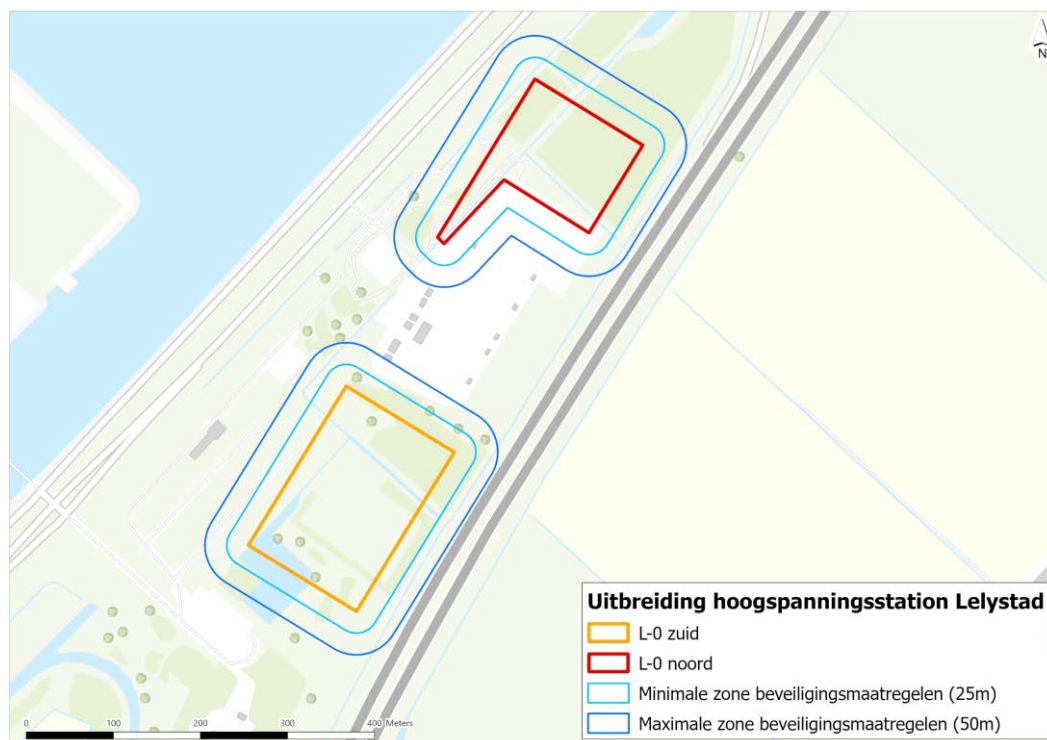 N
Uitbreiding hoogspanningsstation Lelystad
L-0 zuid
L-0 noord
Minimale zone beveiligingsmaatregelen (25m)
Maximale zone beveiligingsmaatregelen (50m)
0 100 200 300 400 Meters